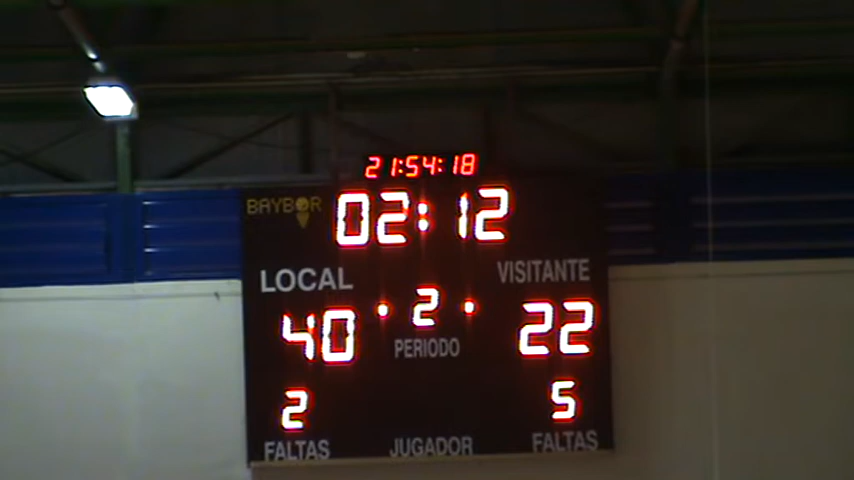 21:54:18
BAYBOR
02:12
LOCAL
VISITANTE
40
2
22
PERIODO
2
5
FALTAS
JUGADOR
FALTAS